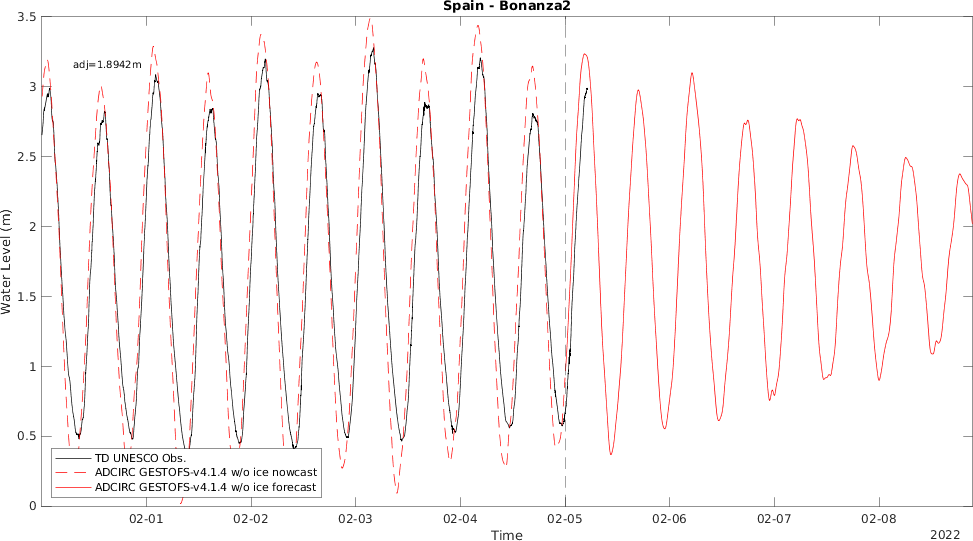 Spain - Bonanza2
adj=1.8942m
3.5
3
2.5
2
1.5
1
0.5
0
Water Level (m)
TD UNESCO Obs.
ADCIRC GESTOFS-v4.1.4 w/o ice nowcast
ADCIRC GESTOFS-v4.1.4 w/o ice forecast
02-01 02-02 02-03 02-04 02-05 02-06 02-07 02-08
Time
2022